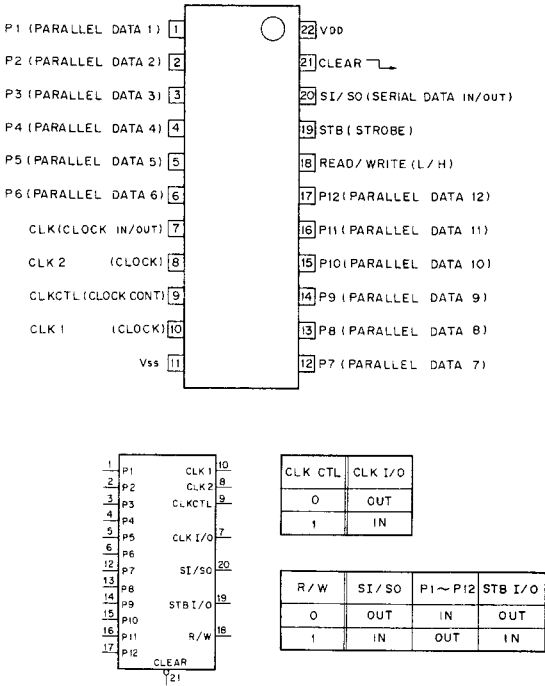 P1 (PARALLEL DATA 1) 1
22 VDD
P2 (PARALLEL DATA 2) 2
21 CLEAR
P3 (PARALLEL DATA 3) 3
20 SI/SO (SERIAL DATA IN/OUT)
P4 (PARALLEL DATA 4) 4
19 STB (STROBE)
P5 (PARALLEL DATA 5) 5
18 READ/WRITE (L/H)
P6 (PARALLEL DATA 6) 6
17 P12 (PARALLEL DATA 12)
CLK (CLOCK IN/OUT) 7
16 P11 (PARALLEL DATA 11)
CLK 2 (CLOCK) 8
15 P10 (PARALLEL DATA 10)
CLKCTL (CLOCK CONT) 9
14 P9 (PARALLEL DATA 9)
CLK 1 (CLOCK) 10
13 P8 (PARALLEL DATA 8)
Vss 11
12 P7 (PARALLEL DATA 7)
1 P1 CLK 1 10
2 P2 CLK 2 8
3 P3 CLKCTL 9
4 P4
5 P5 CLK I/O 7
6 P6
12 P7 SI/SO 20
13 P8
14 P9 STB I/O 19
15 P10
16 P11 R/W 18
17 P12
CLEAR
21
CLK CTL CLK I/O
0 OUT
1 IN
R/W SI/SO P1~P12 STB I/O
0 OUT IN OUT
1 IN OUT IN